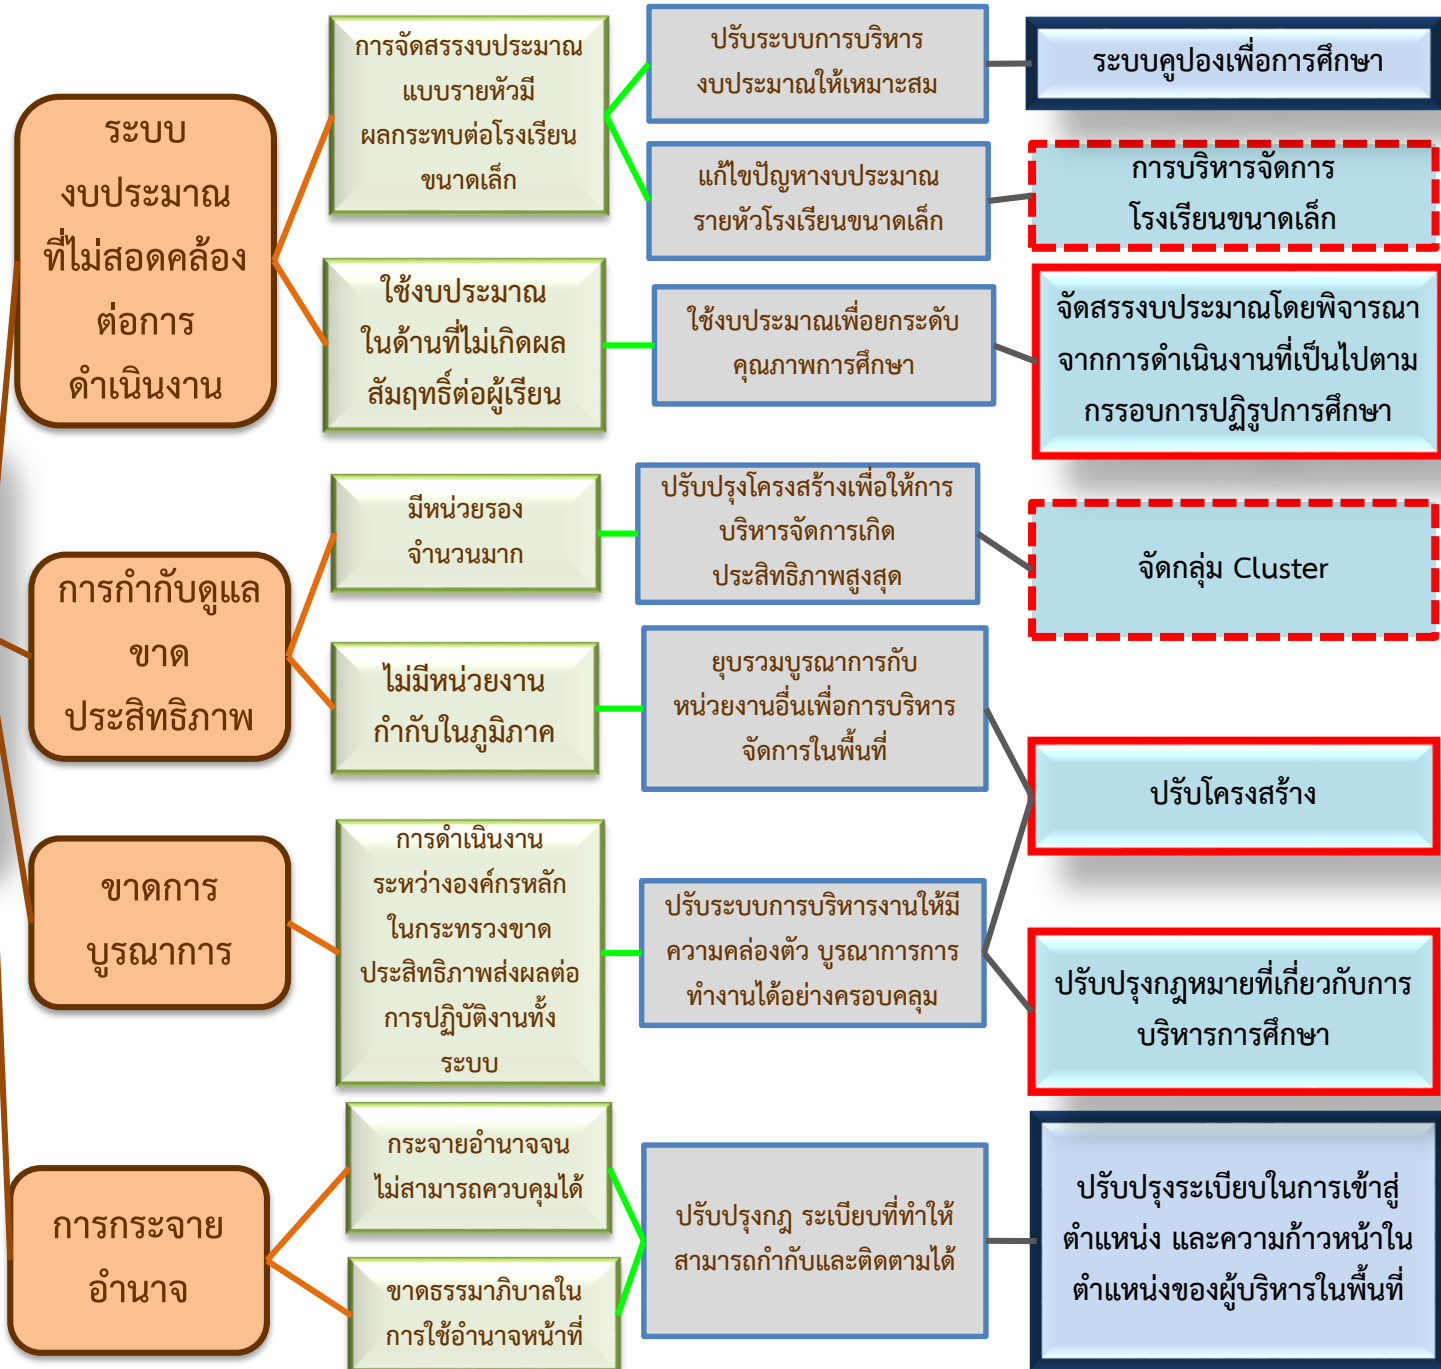 ระบบ
งบประมาณ
ที่ไม่สอดคล้อง
ต่อการ
ดำเนินงาน
การจัดสรรงบประมาณ
แบบรายหัวมี
ผลกระทบต่อโรงเรียน
ขนาดเล็ก
ปรับระบบการบริหาร
งบประมาณให้เหมาะสม
ระบบคูปองเพื่อการศึกษา
แก้ไขปัญหางบประมาณ
รายหัวโรงเรียนขนาดเล็ก
การบริหารจัดการ
โรงเรียนขนาดเล็ก
ใช้งบประมาณ
ในด้านที่ไม่เกิดผล
สัมฤทธิ์ต่อผู้เรียน
ใช้งบประมาณเพื่อยกระดับ
คุณภาพการศึกษา
จัดสรรงบประมาณโดยพิจารณา
จากการดำเนินงานที่เป็นไปตาม
กรรอบการปฏิรูปการศึกษา
การกำกับดูแล
ขาด
ประสิทธิภาพ
มีหน่วยรอง
จำนวนมาก
ปรับปรุงโครงสร้างเพื่อให้การ
บริหารจัดการเกิด
ประสิทธิภาพสูงสุด
จัดกลุ่ม Cluster
ไม่มีหน่วยงาน
กำกับในภูมิภาค
ยุบรวมบูรณาการกับ
หน่วยงานอื่นเพื่อการบริหาร
จัดการในพื้นที่
ปรับโครงสร้าง
ขาดการ
บูรณาการ
การดำเนินงาน
ระหว่างองค์กรหลัก
ในกระทรวงขาด
ประสิทธิภาพส่งผลต่อ
การปฏิบัติงานทั้ง
ระบบ
ปรับระบบการบริหารงานให้มี
ความคล่องตัว บูรณาการการ
ทำงานได้อย่างครอบคลุม
ปรับปรุงกฎหมายที่เกี่ยวกับการ
บริหารการศึกษา
การกระจาย
อำนาจ
กระจายอำนาจจน
ไม่สามารถควบคุมได้
ขาดธรรมาภิบาลใน
การใช้อำนาจหน้าที่
ปรับปรุงกฎ ระเบียบที่ทำให้
สามารถกำกับและติดตามได้
ปรับปรุงระเบียบในการเข้าสู่
ตำแหน่ง และความก้าวหน้าใน
ตำแหน่งของผู้บริหารในพื้นที่